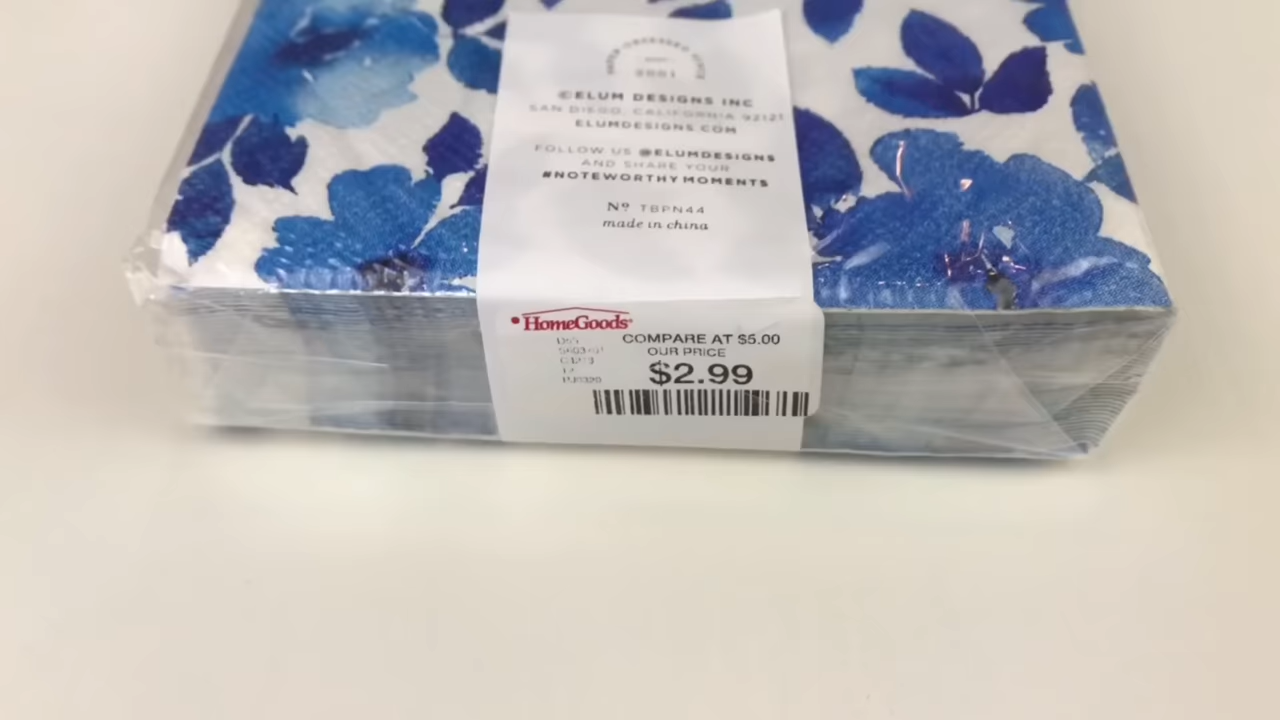 2001
©ELUM DESIGNS INC
SAN DIEGO, CALIFORNIA 92121
ELUMDESIGNS.COM
FOLLOW US @ELUMDESIGNS
AND SHARE YOUR
#NOTEWORTHYMOMENTS
Nº TBPN44
made in china
HomeGoods
COMPARE AT $5.00
OUR PRICE
$2.99